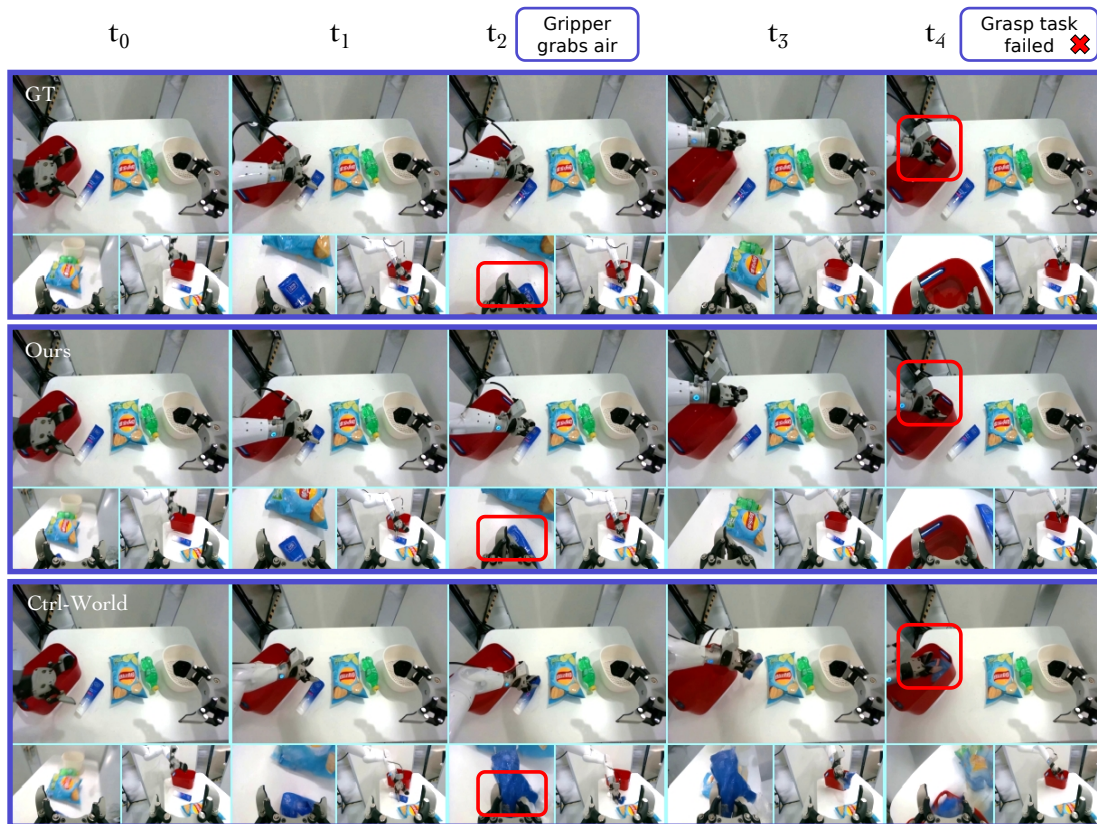 t0
t1
t2
Gripper
grabs air
t3
t4
Grasp task
failed
GT
Ours
Ctrl-World